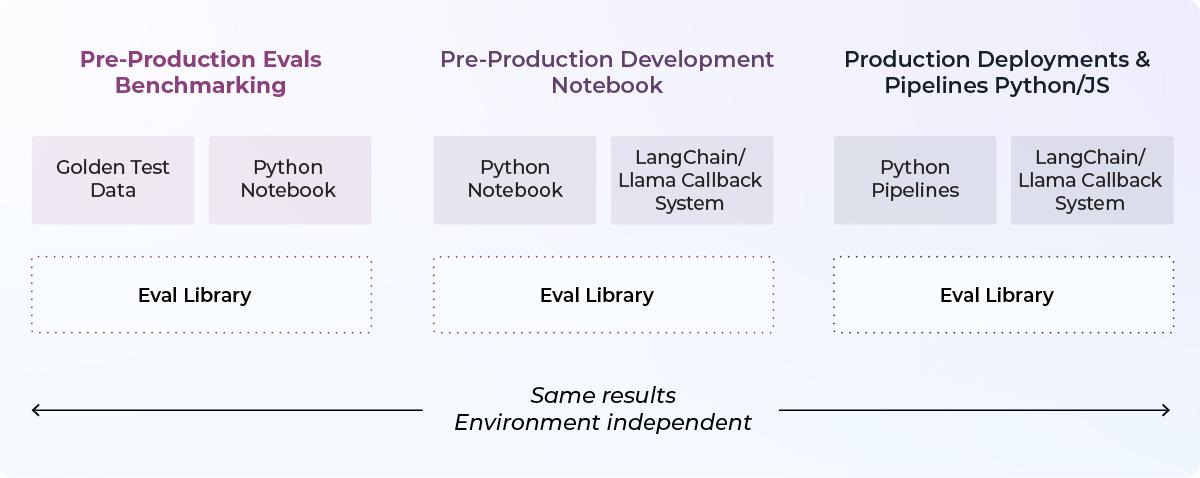 Pre-Production Evals
Benchmarking
Pre-Production Development
Notebook
Production Deployments &
Pipelines Python/JS
Golden Test
Data
Python
Notebook
Python
Notebook
LangChain/
Llama Callback
System
Python
Pipelines
LangChain/
Llama Callback
System
Eval Library
Eval Library
Eval Library
Same results
Environment independent